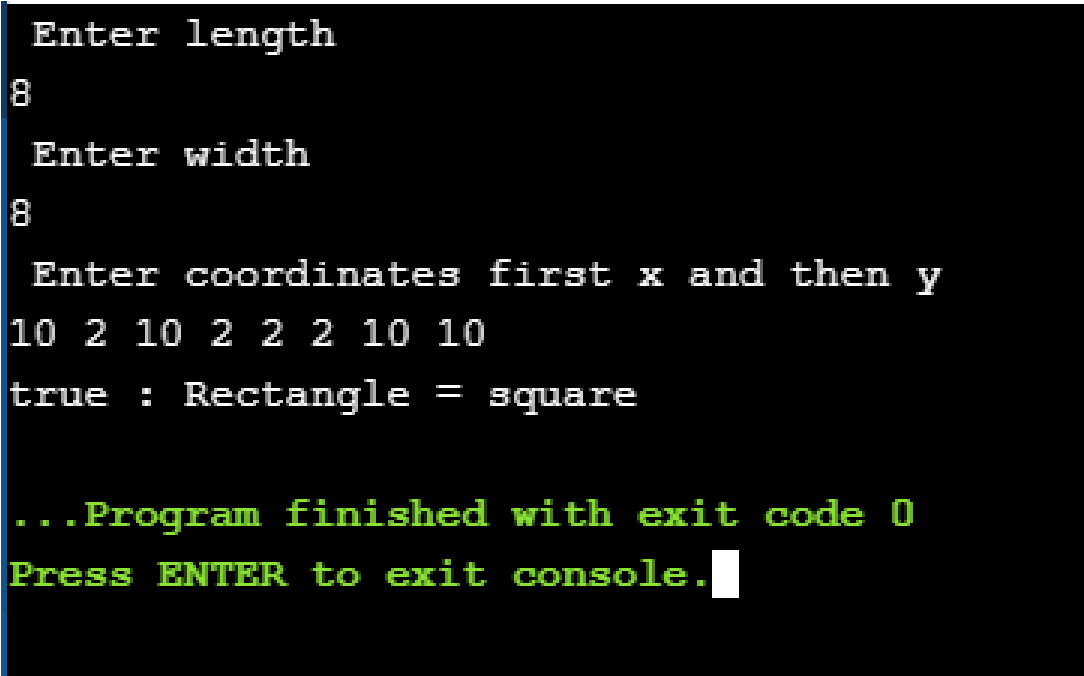 Enter length
8
Enter width
8
Enter coordinates first x and then y
10 2 10 2 2 2 10 10
true : Rectangle = square
...Program finished with exit code 0
Press ENTER to exit console.